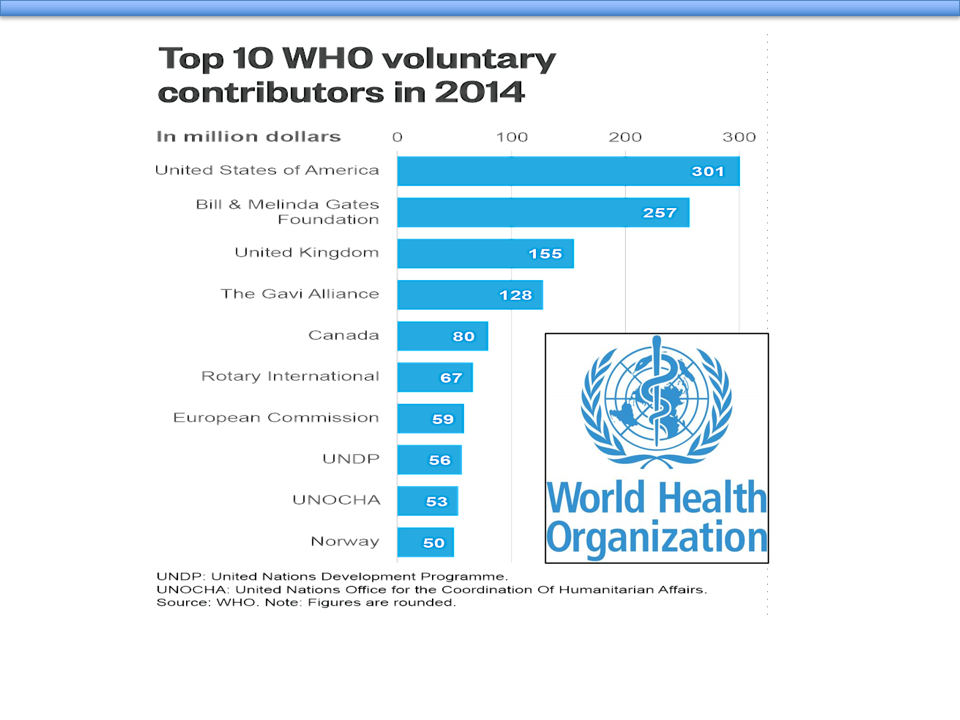 Top 10 WHO voluntary
contributors in 2014
In million dollars 0 100 200 300
United States of America 301
Bill & Melinda Gates
Foundation 257
United Kingdom 155
The Gavi Alliance 128
Canada 80
Rotary International 67
European Commission 59
UNDP 56
UNOCHA 53
Norway 50
World Health
Organization
UNDP: United Nations Development Programme.
UNOCHA: United Nations Office for the Coordination Of Humanitarian Affairs.
Source: WHO. Note: Figures are rounded.